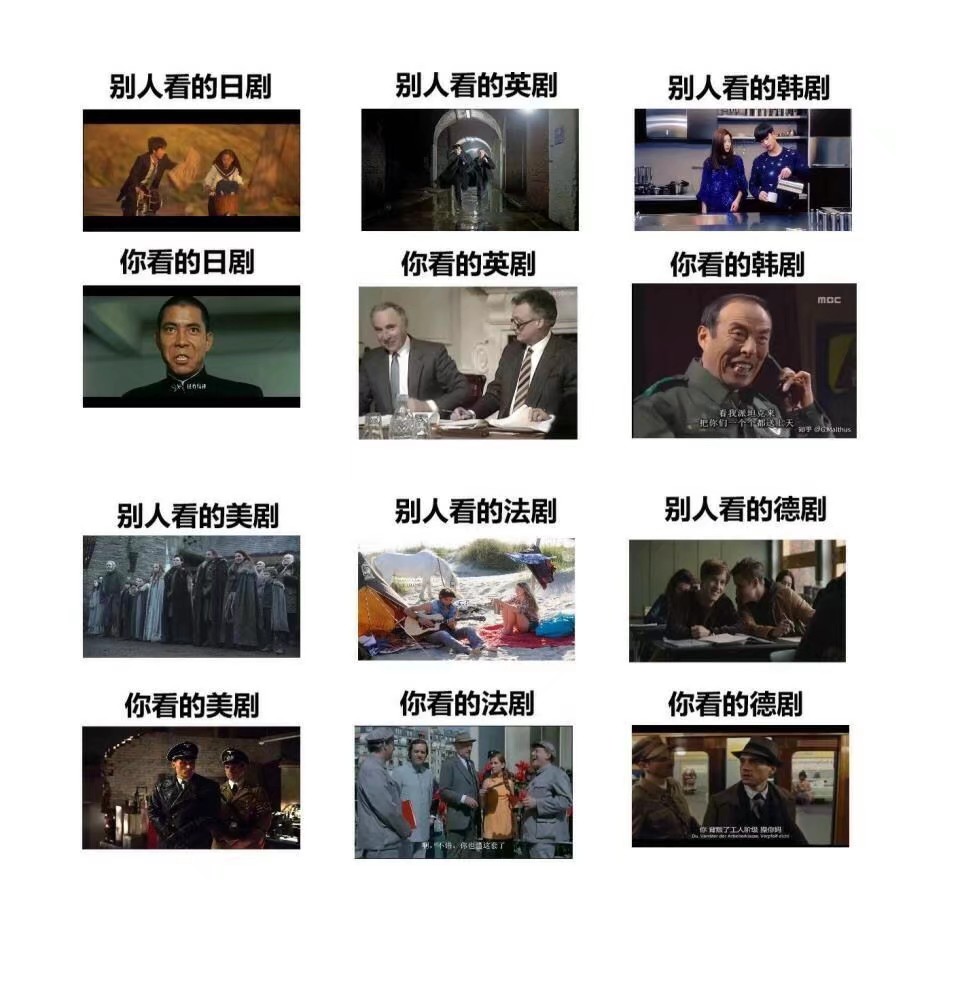 别人看的日剧
别人看的英剧
别人看的韩剧
你看的日剧
你看的英剧
你看的韩剧
MBC
看我派坦克来
把你们一个个都送上天
知乎 @G.Malthus
别人看的美剧
别人看的法剧
别人看的德剧
你看的美剧
你看的法剧
你看的德剧
啊，不错，你也懂这套了
你 背叛了工人阶级 操你妈
Du, Verräter der Arbeiterklasse, Verpfeif dich!